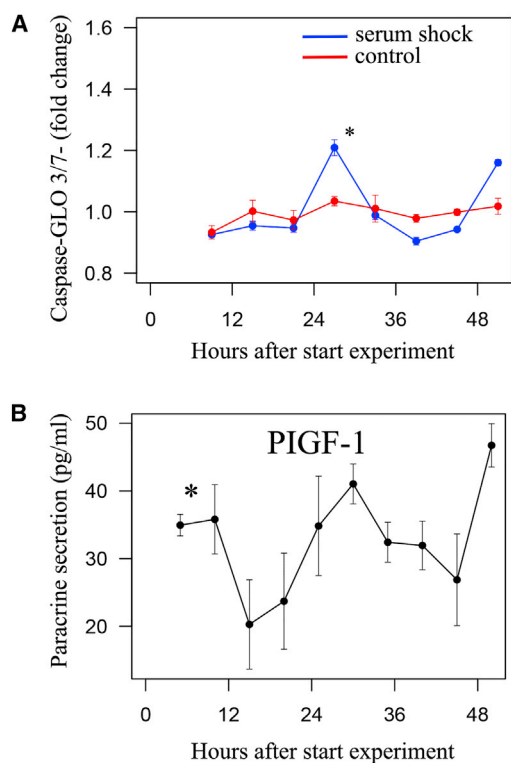 A
1.6
1.4
1.2
1.0
0.8
Caspase-GLO 3/7- (fold change)
serum shock
control
*
0 12 24 36 48
Hours after start experiment
B
50
40
30
20
Paracrine secretion (pg/ml)
PIGF-1
*
0 12 24 36 48
Hours after start experiment